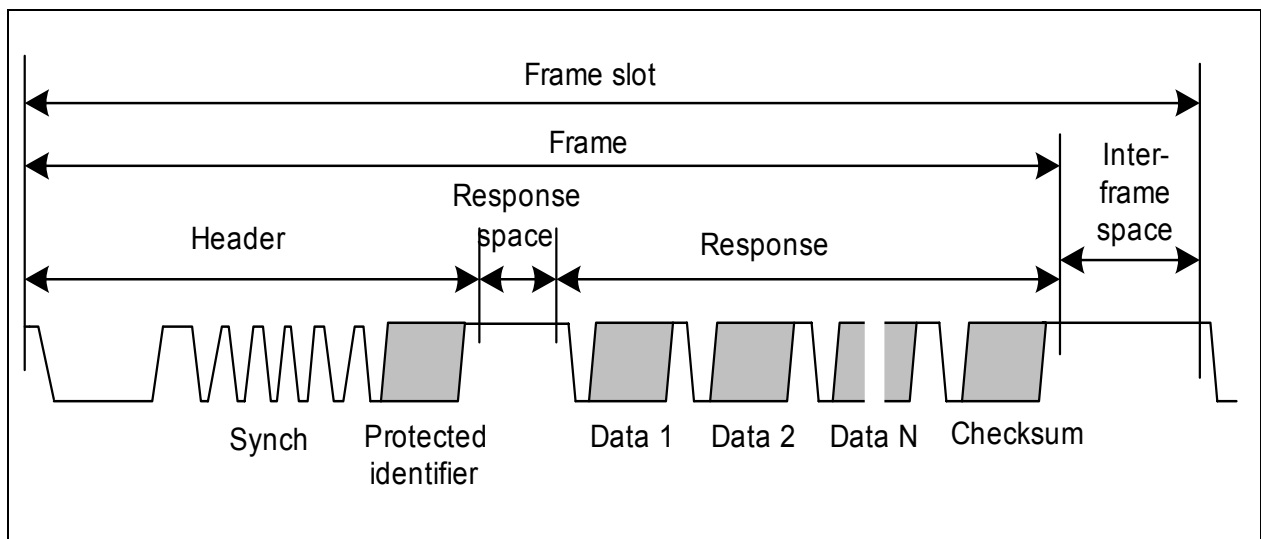 Frame slot
Frame
Inter-
frame
space
Response
space
Header
Response
Synch
Protected
identifier
Data 1
Data 2
Data N
Checksum